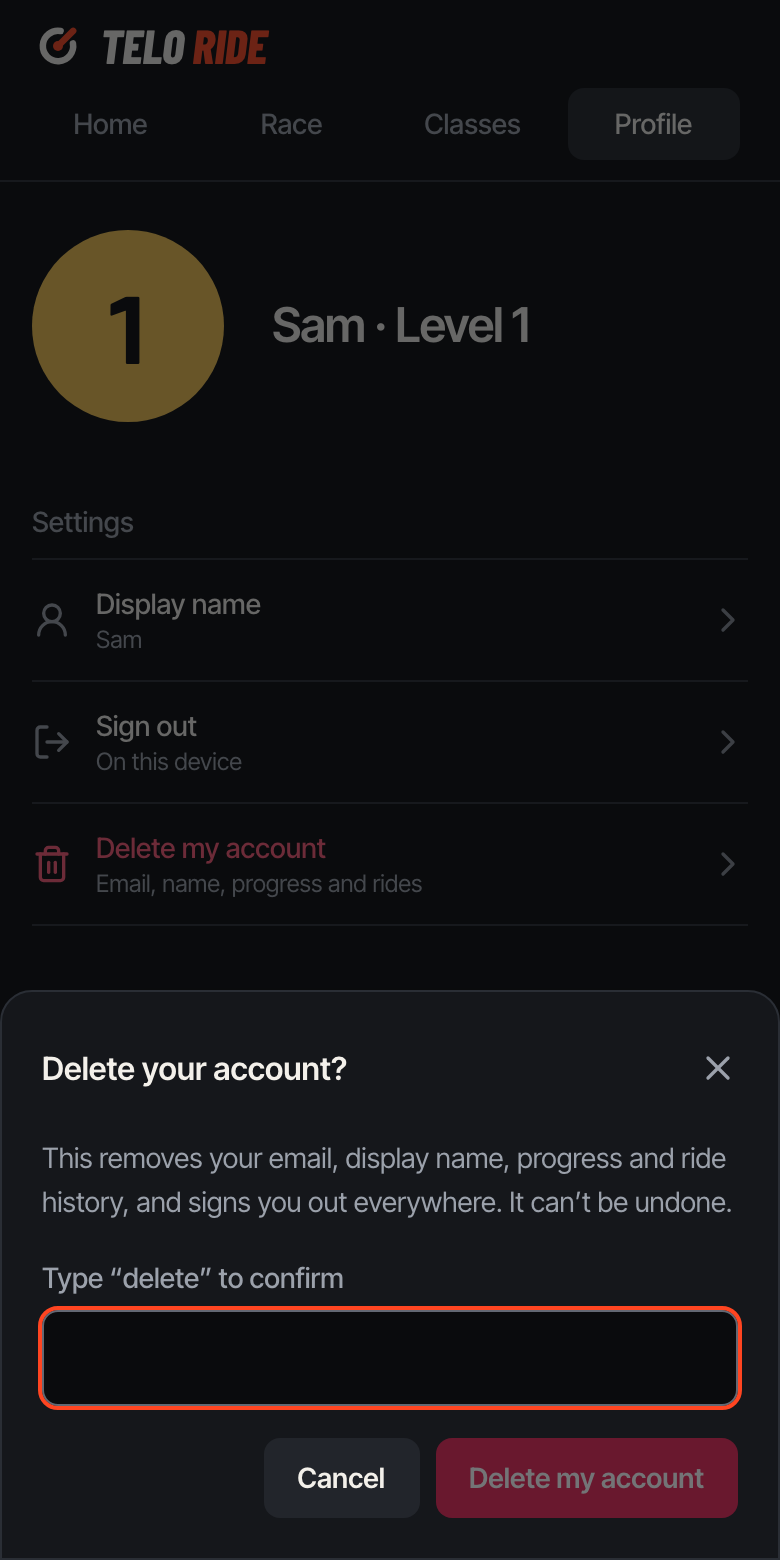 TELO RIDE
Home Race Classes Profile
1
Sam · Level 1
Settings
Display name
Sam
Sign out
On this device
Delete my account
Email, name, progress and rides
Delete your account?
This removes your email, display name, progress and ride
history, and signs you out everywhere. It can’t be undone.
Type “delete” to confirm
Cancel Delete my account